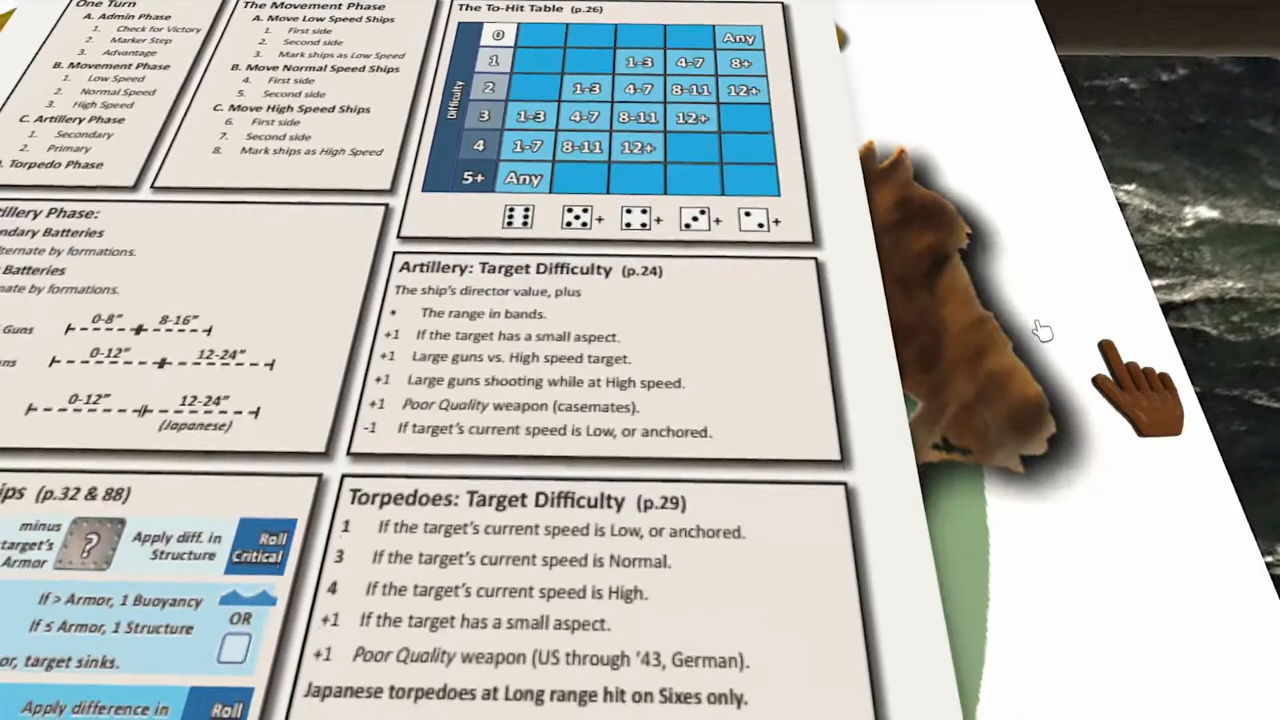 One Turn
A. Admin Phase
1. Check for Victory
2. Marker Step
3. Advantage
B. Movement Phase
1. Low Speed
2. Normal Speed
3. High Speed
C. Artillery Phase
1. Secondary
2. Primary
Torpedo Phase
The Movement Phase
A. Move Low Speed Ships
1. First side
2. Second side
3. Mark ships as Low Speed
B. Move Normal Speed Ships
4. First side
5. Second side
C. Move High Speed Ships
6. First side
7. Second side
8. Mark ships as High Speed
The To-Hit Table (p.26)
Difficulty
0 Any
1 1-3 4-7 8+
2 1-3 4-7 8-11 12+
3 1-3 4-7 8-11 12+
4 1-7 8-11 12+
5+ Any
+ + + +
tillery Phase:
ndary Batteries
lternate by formations.
Batteries
nate by formations.
Guns 0-8" 8-16"
ns 0-12" 12-24"
0-12" 12-24"
(Japanese)
Artillery: Target Difficulty (p.24)
The ship's director value, plus
• The range in bands.
+1 If the target has a small aspect.
+1 Large guns vs. High speed target.
+1 Large guns shooting while at High speed.
+1 Poor Quality weapon (casemates).
-1 If target's current speed is Low, or anchored.
ips (p.32 & 88)
minus
target's
Armor
?
Apply diff. in
Structure
Roll
Critical
If > Armor, 1 Buoyancy
OR
If ≤ Armor, 1 Structure
or, target sinks.
Apply difference in
Roll
Torpedoes: Target Difficulty (p.29)
1 If the target's current speed is Low, or anchored.
3 If the target's current speed is Normal.
4 If the target's current speed is High.
+1 If the target has a small aspect.
+1 Poor Quality weapon (US through '43, German).
Japanese torpedoes at Long range hit on Sixes only.